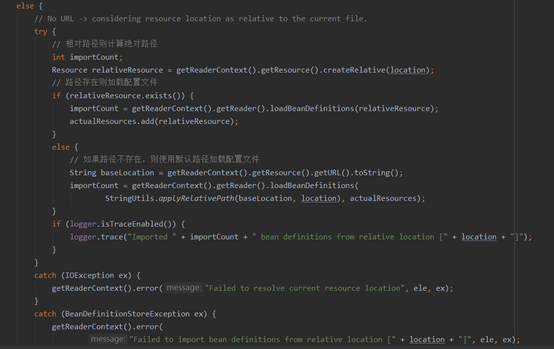 else {
// No URL -> considering resource location as relative to the current file.
try {
// 相对路径则计算绝对路径
int importCount;
Resource relativeResource = getReaderContext().getResource().createRelative(location);
// 路径存在则加载配置文件
if (relativeResource.exists()) {
importCount = getReaderContext().getReader().loadBeanDefinitions(relativeResource);
actualResources.add(relativeResource);
}
else {
// 如果路径不存在，则使用默认路径加载配置文件
String baseLocation = getReaderContext().getResource().getURL().toString();
importCount = getReaderContext().getReader().loadBeanDefinitions(
StringUtils.applyRelativePath(baseLocation, location), actualResources);
}
if (logger.isTraceEnabled()) {
logger.trace("Imported " + importCount + " bean definitions from relative location [" + location + "]");
}
}
catch (IOException ex) {
getReaderContext().error( message: "Failed to resolve current resource location", ele, ex);
}
catch (BeanDefinitionStoreException ex) {
getReaderContext().error(
message: "Failed to import bean definitions from relative location [" + location + "]", ele, ex);